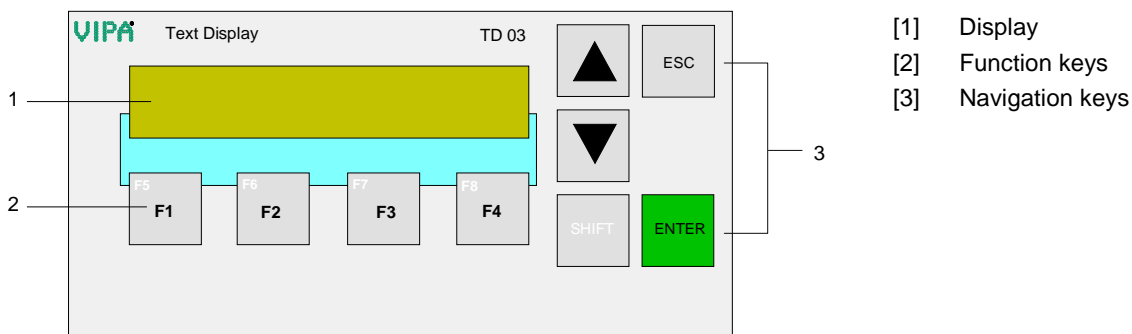 VIPA Text Display TD 03
ESC
1
3
F5 F6 F7 F8
2 F1 F2 F3 F4
SHIFT ENTER
[1] Display
[2] Function keys
[3] Navigation keys